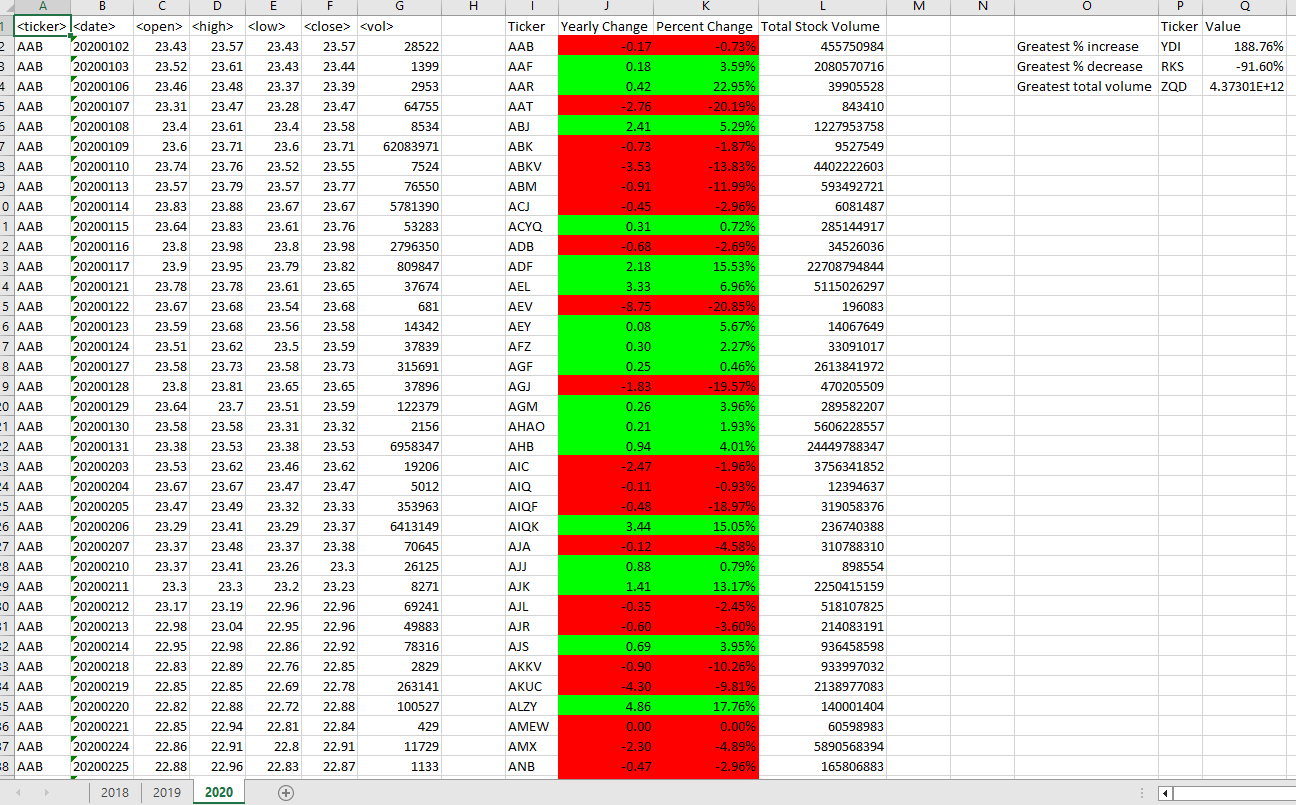 A B C D E F G H I J K L M N O P Q
1 <ticker> <date> <open> <high> <low> <close> <vol> Ticker Yearly Change Percent Change Total Stock Volume Ticker Value
2 AAB 20200102 23.43 23.57 23.43 23.57 28522 AAB -0.17 -0.73% 455750984 Greatest % increase YDI 188.76%
3 AAB 20200103 23.52 23.61 23.43 23.44 1399 AAF 0.18 3.59% 2080570716 Greatest % decrease RKS -91.60%
4 AAB 20200106 23.46 23.48 23.37 23.39 2953 AAR 0.42 22.95% 39905528 Greatest total volume ZQD 4.37301E+12
5 AAB 20200107 23.31 23.47 23.28 23.47 64755 AAT -2.76 -20.19% 843410
6 AAB 20200108 23.4 23.61 23.4 23.58 8534 ABJ 2.41 5.29% 1227953758
7 AAB 20200109 23.6 23.71 23.6 23.71 62083971 ABK -0.73 -1.87% 9527549
8 AAB 20200110 23.74 23.76 23.52 23.55 7524 ABKV -3.53 -13.83% 4402222603
9 AAB 20200113 23.57 23.79 23.57 23.77 76550 ABM -0.91 -11.99% 593492721
0 AAB 20200114 23.83 23.88 23.67 23.67 5781390 ACJ -0.45 -2.96% 6081487
1 AAB 20200115 23.64 23.83 23.61 23.76 53283 ACYQ 0.31 0.72% 285144917
2 AAB 20200116 23.8 23.98 23.8 23.98 2796350 ADB -0.68 -2.69% 34526036
3 AAB 20200117 23.9 23.95 23.79 23.82 809847 ADF 2.18 15.53% 22708794844
4 AAB 20200121 23.78 23.78 23.61 23.65 37674 AEL 3.33 6.96% 5115026297
5 AAB 20200122 23.67 23.68 23.54 23.68 681 AEV -8.75 -20.85% 196083
6 AAB 20200123 23.59 23.68 23.56 23.58 14342 AEY 0.08 5.67% 14067649
7 AAB 20200124 23.51 23.62 23.5 23.59 37839 AFZ 0.30 2.27% 33091017
8 AAB 20200127 23.58 23.73 23.58 23.73 315691 AGF 0.25 0.46% 2613841972
9 AAB 20200128 23.8 23.81 23.65 23.65 37896 AGJ -1.83 -19.57% 470205509
20 AAB 20200129 23.64 23.7 23.51 23.59 122379 AGM 0.26 3.96% 289582207
21 AAB 20200130 23.58 23.58 23.31 23.32 2156 AHAO 0.21 1.93% 5606228557
22 AAB 20200131 23.38 23.53 23.38 23.53 6958347 AHB 0.94 4.01% 24449788347
23 AAB 20200203 23.53 23.62 23.46 23.62 19206 AIC -2.47 -1.96% 3756341852
24 AAB 20200204 23.67 23.67 23.47 23.47 5012 AIQ -0.11 -0.93% 12394637
25 AAB 20200205 23.47 23.49 23.32 23.33 353963 AIQF -0.48 -18.97% 319058376
26 AAB 20200206 23.29 23.41 23.29 23.37 6413149 AIQK 3.44 15.05% 236740388
27 AAB 20200207 23.37 23.48 23.37 23.38 70645 AJA -0.12 -4.58% 310788310
28 AAB 20200210 23.37 23.41 23.26 23.3 26125 AJJ 0.88 0.79% 898554
29 AAB 20200211 23.3 23.3 23.2 23.23 8271 AJK 1.41 13.17% 2250415159
30 AAB 20200212 23.17 23.19 22.96 22.96 69241 AJL -0.35 -2.45% 518107825
31 AAB 20200213 22.98 23.04 22.95 22.96 49883 AJR -0.60 -3.60% 214083191
32 AAB 20200214 22.95 22.98 22.86 22.92 78316 AJS 0.69 3.95% 936458598
33 AAB 20200218 22.83 22.89 22.76 22.85 2829 AKKV -0.90 -10.26% 933997032
34 AAB 20200219 22.85 22.85 22.69 22.78 263141 AKUC -4.30 -9.81% 2138977083
35 AAB 20200220 22.82 22.88 22.72 22.88 100527 ALZY 4.86 17.76% 140001404
36 AAB 20200221 22.85 22.94 22.81 22.84 429 AMEW 0.00 0.00% 60598983
37 AAB 20200224 22.86 22.91 22.8 22.91 11729 AMX -2.30 -4.89% 5890568394
38 AAB 20200225 22.88 22.96 22.83 22.87 1133 ANB -0.47 -2.96% 165806883
2018 2019 2020